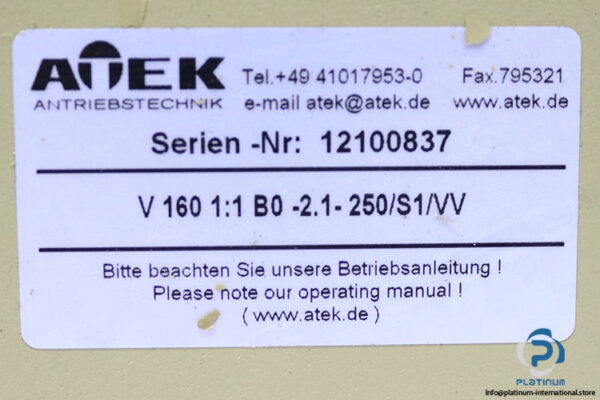 ATEK
ANTRIEBSTECHNIK
Tel.+49 41017953-0 Fax.795321
e-mail atek@atek.de www.atek.de
Serien -Nr: 12100837
V 160 1:1 B0 -2.1- 250/S1/VV
Bitte beachten Sie unsere Betriebsanleitung !
Please note our operating manual !
( www.atek.de )
PLATINUM
Info@platinum-international.store